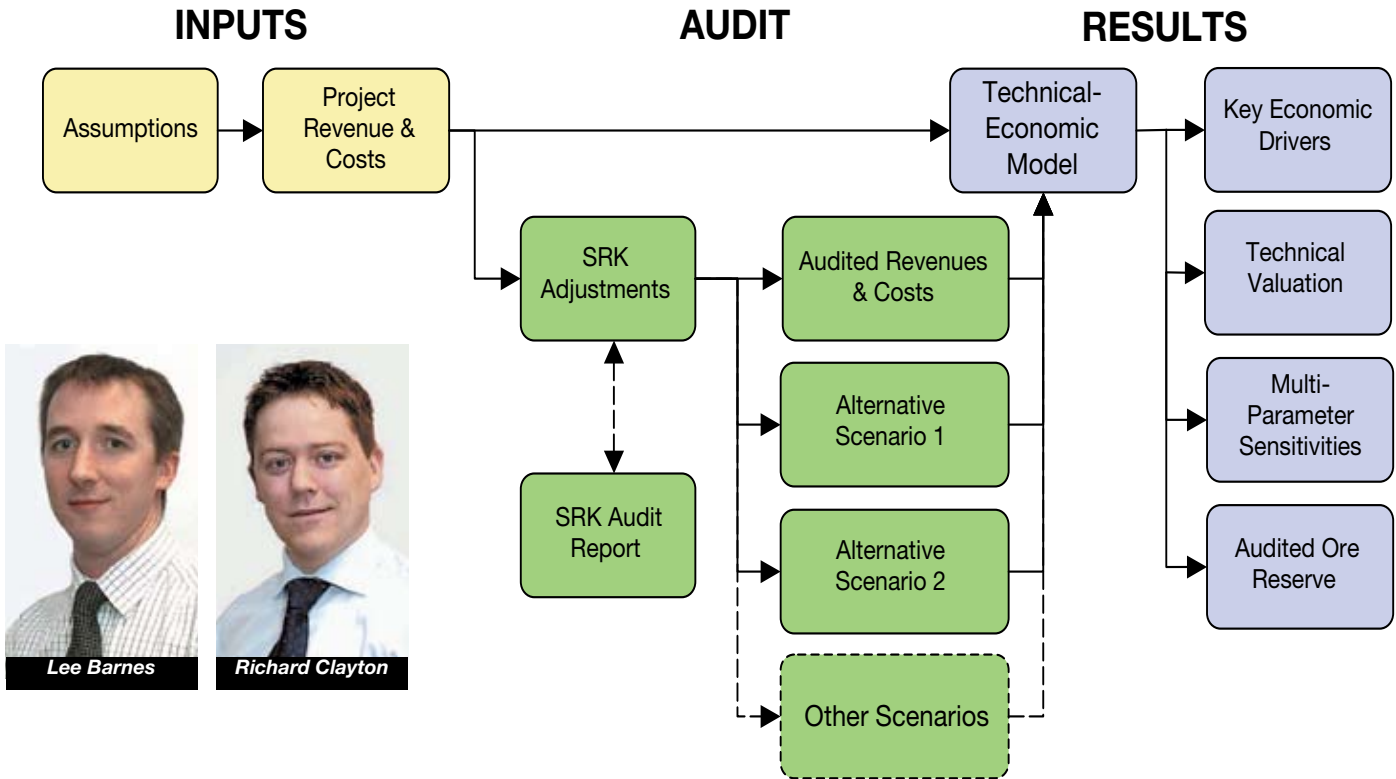 INPUTS
AUDIT
RESULTS
Assumptions
Project
Revenue &
Costs
Technical-
Economic
Model
Key Economic
Drivers
SRK
Adjustments
Audited Revenues
& Costs
Technical
Valuation
Alternative
Scenario 1
Multi-
Parameter
Sensitivities
SRK Audit
Report
Alternative
Scenario 2
Audited Ore
Reserve
Other Scenarios
Lee Barnes
Richard Clayton